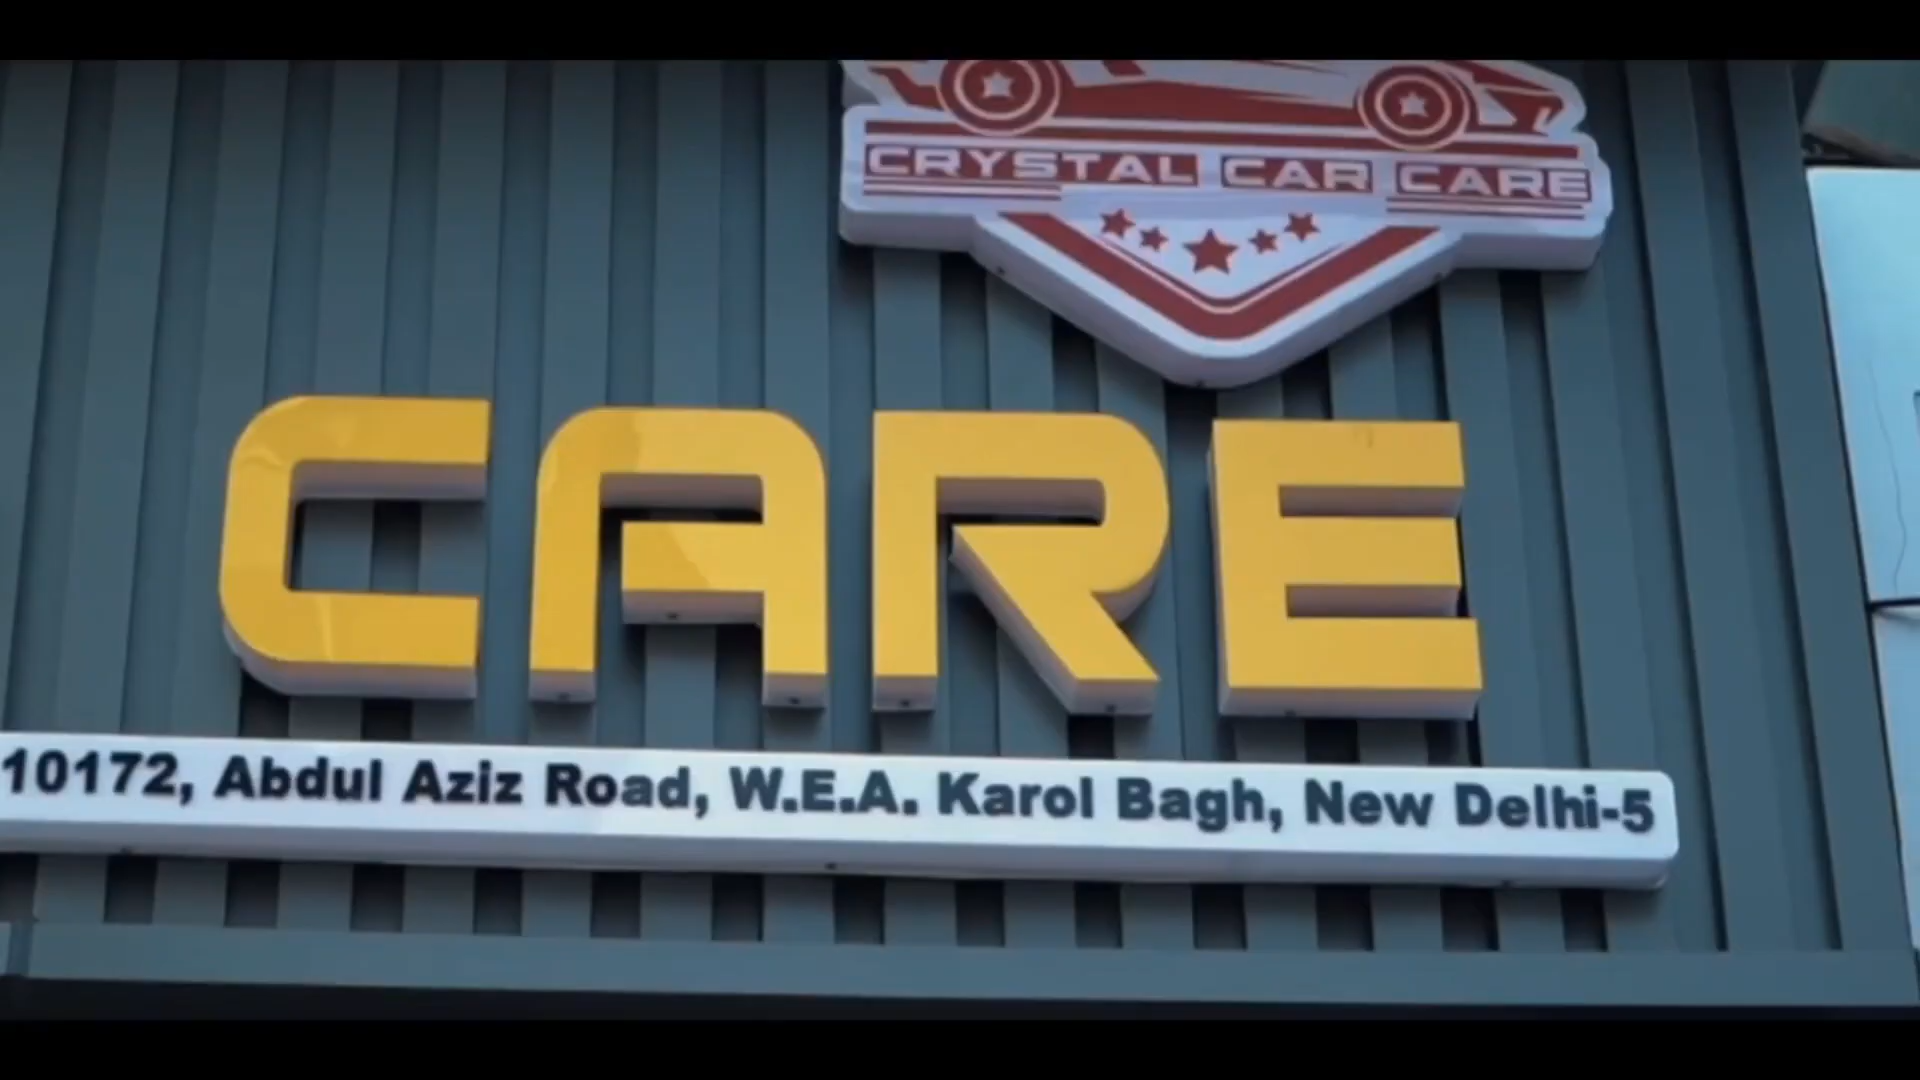 CRYSTAL CAR CARE
CARE
10172, Abdul Aziz Road, W.E.A. Karol Bagh, New Delhi-5